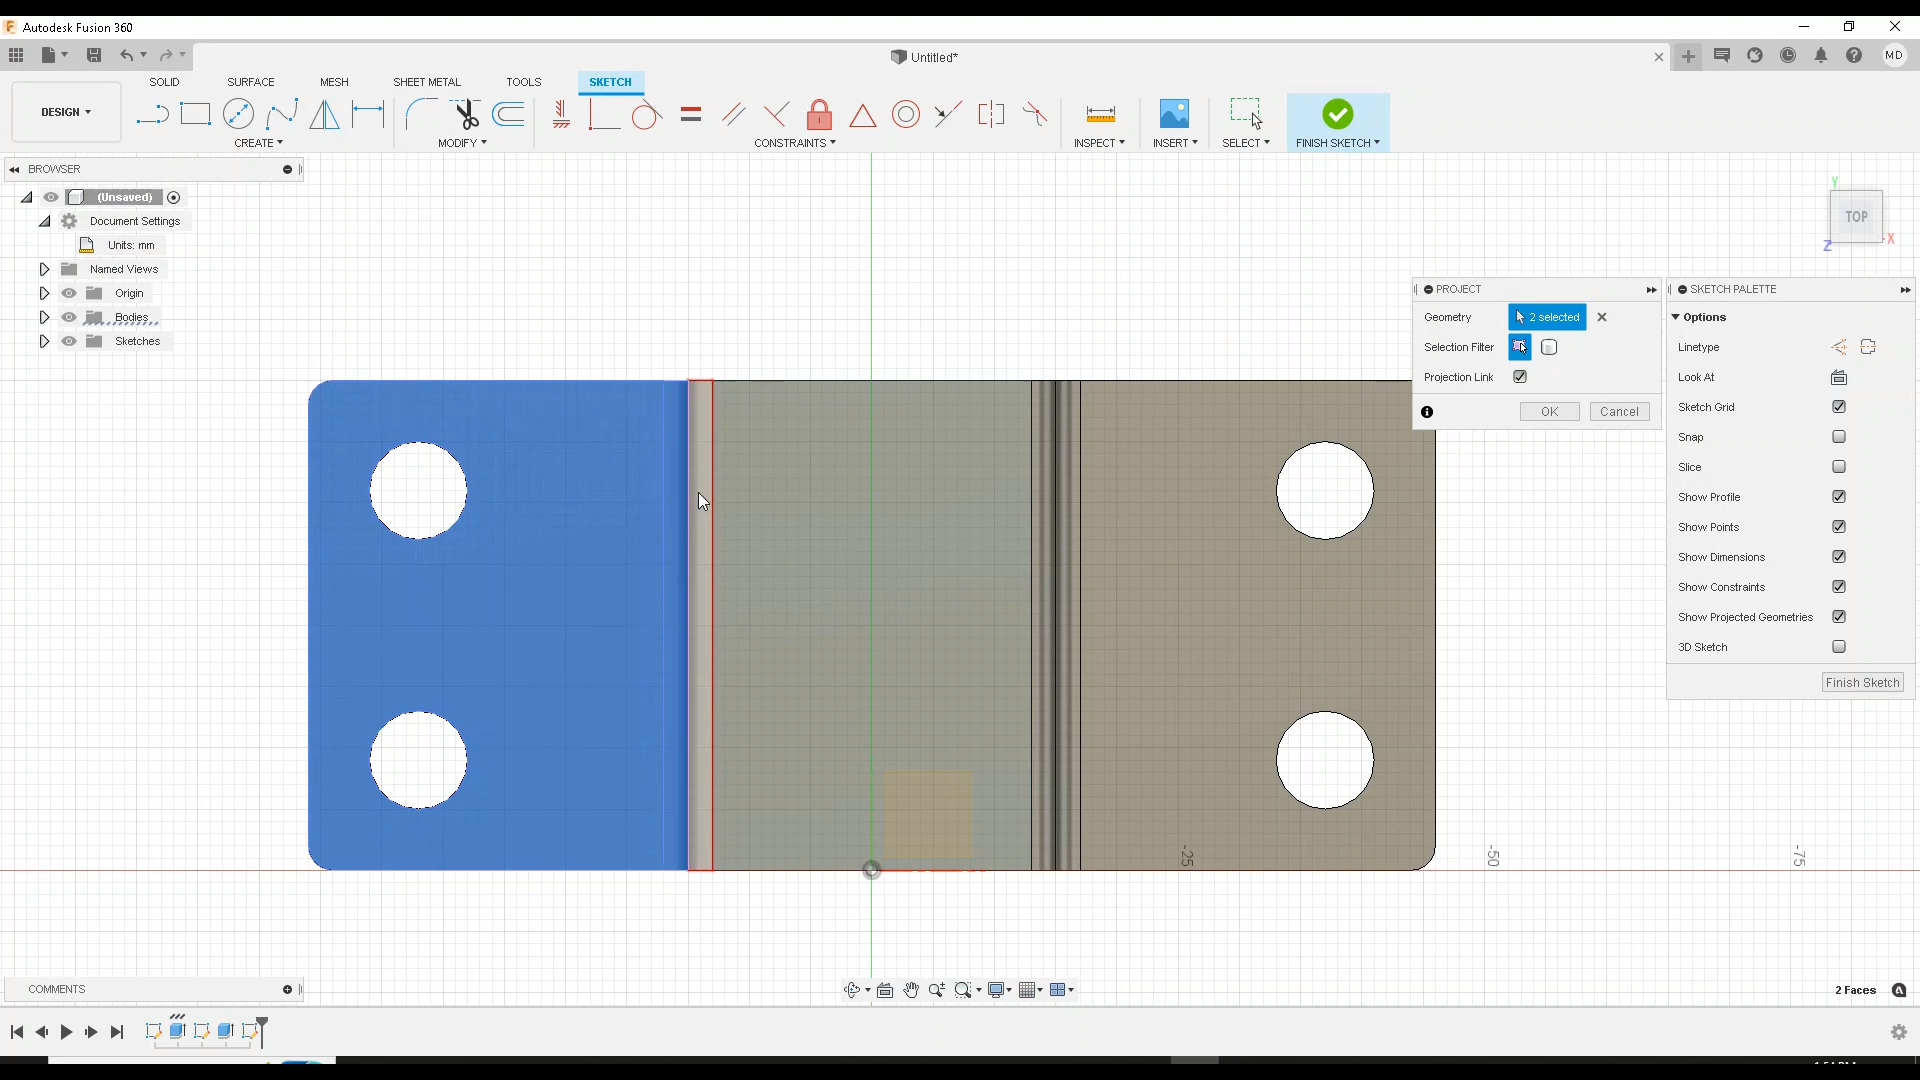 Autodesk Fusion 360
Untitled*
MD
DESIGN
SOLID SURFACE MESH SHEET METAL TOOLS SKETCH
CREATE MODIFY CONSTRAINTS INSPECT INSERT SELECT FINISH SKETCH
BROWSER
(Unsaved)
Document Settings
Units: mm
Named Views
Origin
Bodies
Sketches
Y
TOP
X
Z
PROJECT
Geometry 2 selected
Selection Filter
Projection Link
OK Cancel
SKETCH PALETTE
Options
Linetype
Look At
Sketch Grid
Snap
Slice
Show Profile
Show Points
Show Dimensions
Show Constraints
Show Projected Geometries
3D Sketch
Finish Sketch
-25 -50 -75
COMMENTS
2 Faces